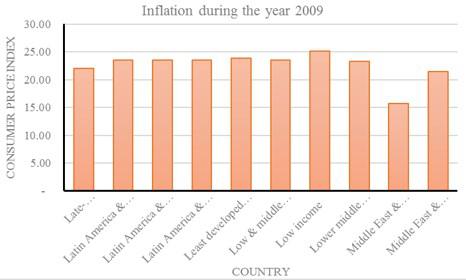 Inflation during the year 2009
CONSUMER PRICE INDEX
30.00
25.00
20.00
15.00
10.00
5.00
-
Late-...
Latin America &...
Latin America &...
Latin America &...
Least developed...
Low & middle...
Low income
Lower middle...
Middle East &...
Middle East &...
COUNTRY